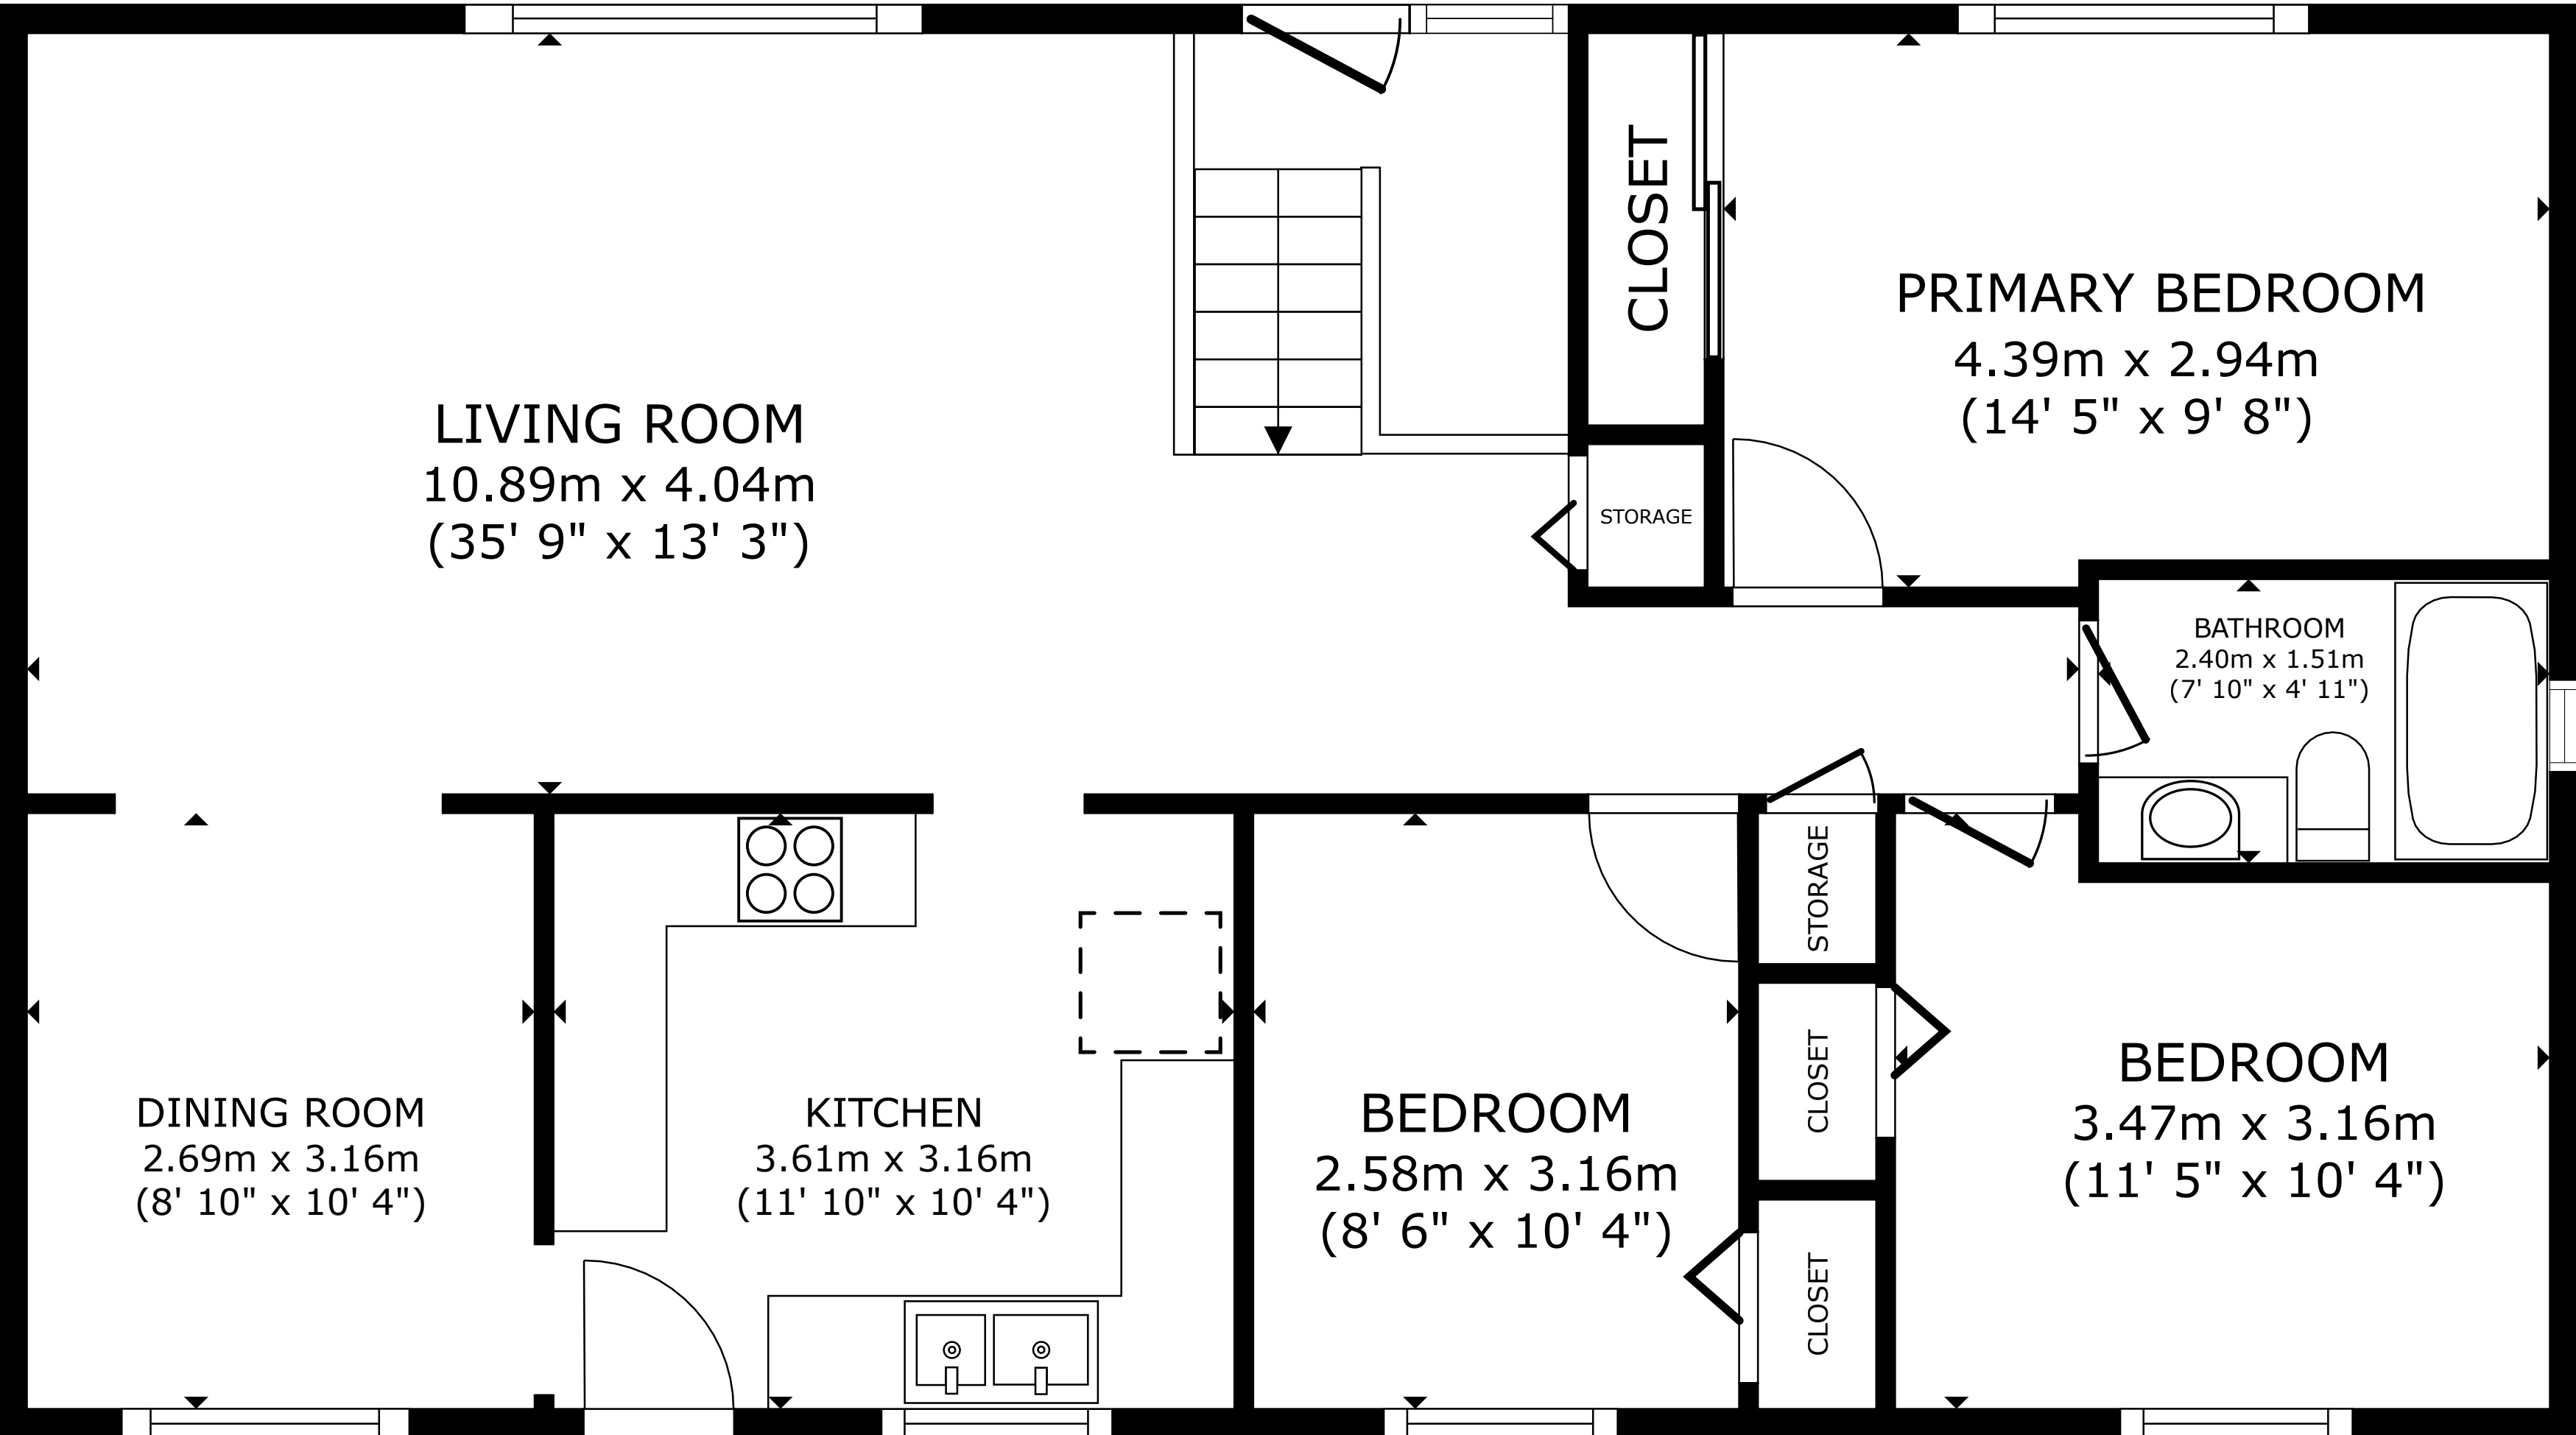 CLOSET
PRIMARY BEDROOM
4.39m x 2.94m
(14' 5" x 9' 8")
LIVING ROOM
10.89m x 4.04m
(35' 9" x 13' 3")
STORAGE
BATHROOM
2.40m x 1.51m
(7' 10" x 4' 11")
STORAGE
DINING ROOM
2.69m x 3.16m
(8' 10" x 10' 4")
KITCHEN
3.61m x 3.16m
(11' 10" x 10' 4")
BEDROOM
2.58m x 3.16m
(8' 6" x 10' 4")
CLOSET
CLOSET
BEDROOM
3.47m x 3.16m
(11' 5" x 10' 4")